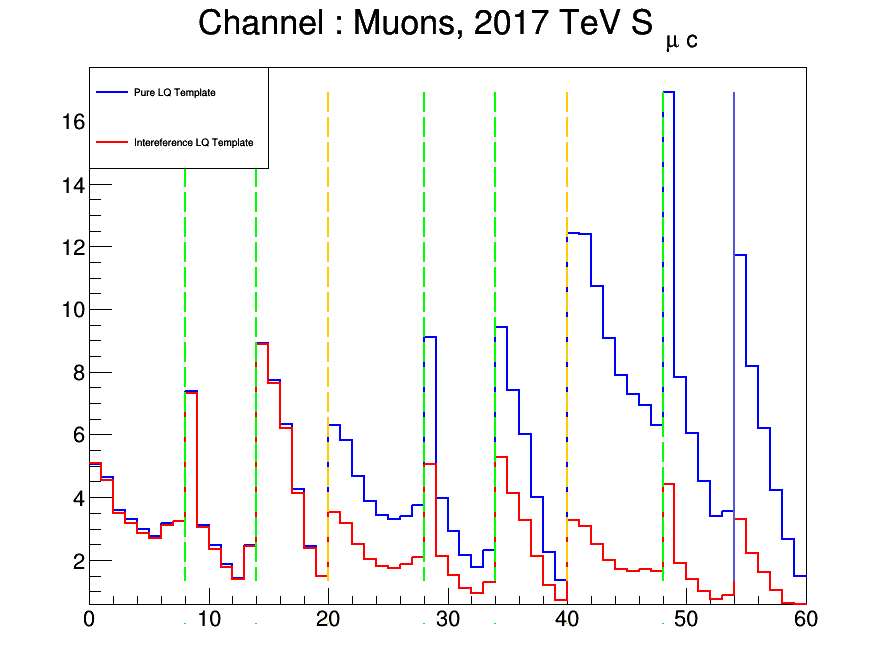 Channel : Muons, 2017 TeV S μ c
Pure LQ Template
Intereference LQ Template
16
14
12
10
8
6
4
2
0 10 20 30 40 50 60